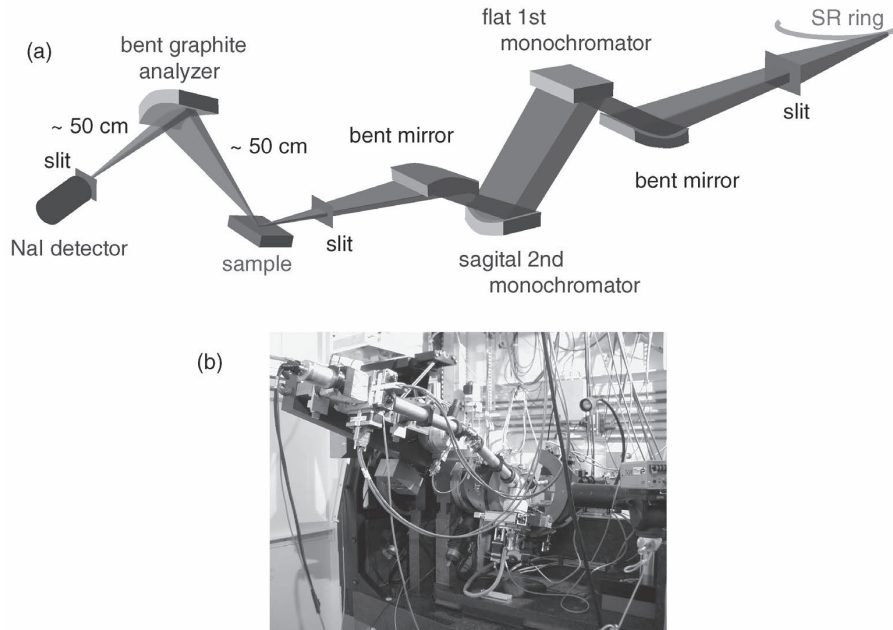 (a)
bent graphite
analyzer
flat 1st
monochromator
SR ring
~ 50 cm
~ 50 cm
slit
bent mirror
slit
bent mirror
slit
NaI detector
sample
sagital 2nd
monochromator
(b)